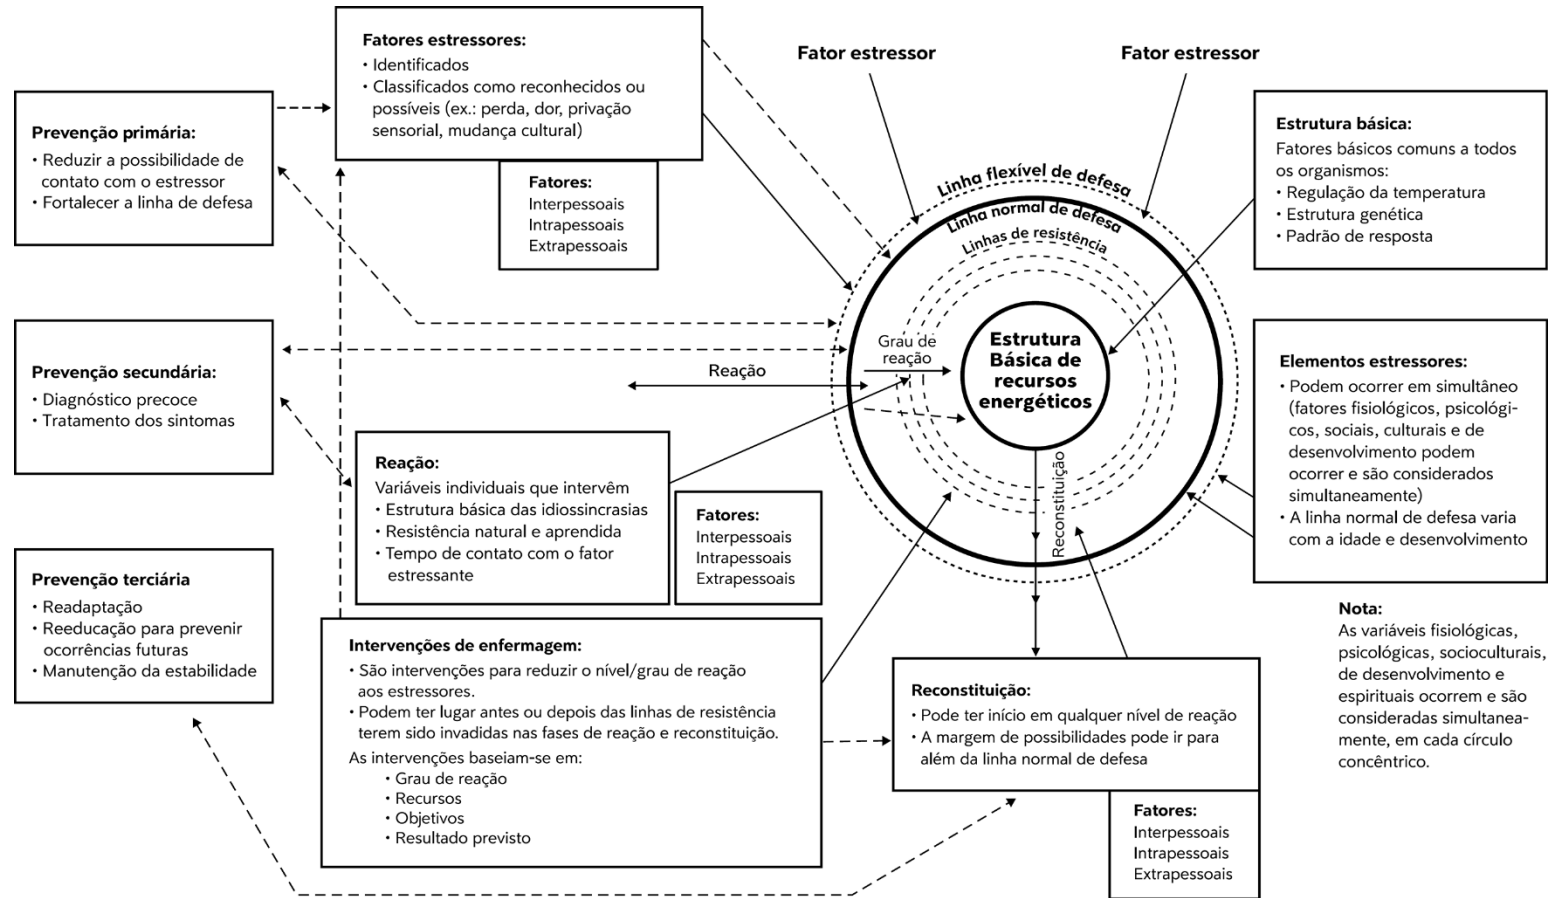 Fatores estressores:
• Identificados
• Classificados como reconhecidos ou
possíveis (ex.: perda, dor, privação
sensorial, mudança cultural)
Fatores:
Interpessoais
Intrapessoais
Extrapessoais
Prevenção primária:
• Reduzir a possibilidade de
contato com o estressor
• Fortalecer a linha de defesa
Prevenção secundária:
• Diagnóstico precoce
• Tratamento dos sintomas
Prevenção terciária
• Readaptação
• Reeducação para prevenir
ocorrências futuras
• Manutenção da estabilidade
Fator estressor
Fator estressor
Linha flexível de defesa
Linha normal de defesa
Linhas de resistência
Grau de
reação
Estrutura
Básica de
recursos
energéticos
Reação
Reconstituição
Reação:
Variáveis individuais que intervêm
• Estrutura básica das idiossincrasias
• Resistência natural e aprendida
• Tempo de contato com o fator
estressante
Fatores:
Interpessoais
Intrapessoais
Extrapessoais
Intervenções de enfermagem:
• São intervenções para reduzir o nível/grau de reação
aos estressores.
• Podem ter lugar antes ou depois das linhas de resistência
terem sido invadidas nas fases de reação e reconstituição.
As intervenções baseiam-se em:
• Grau de reação
• Recursos
• Objetivos
• Resultado previsto
Reconstituição:
• Pode ter início em qualquer nível de reação
• A margem de possibilidades pode ir para
além da linha normal de defesa
Fatores:
Interpessoais
Intrapessoais
Extrapessoais
Estrutura básica:
Fatores básicos comuns a todos
os organismos:
• Regulação da temperatura
• Estrutura genética
• Padrão de resposta
Elementos estressores:
• Podem ocorrer em simultâneo
(fatores fisiológicos, psicológi-
cos, sociais, culturais e de
desenvolvimento podem
ocorrer e são considerados
simultaneamente)
• A linha normal de defesa varia
com a idade e desenvolvimento
Nota:
As variáveis fisiológicas,
psicológicas, socioculturais,
de desenvolvimento e
espirituais ocorrem e são
consideradas simultanea-
mente, em cada círculo
concêntrico.